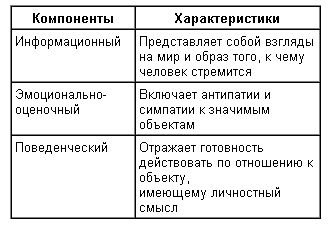 Компоненты Характеристики
Информационный Представляет собой взгляды
на мир и образ того, к чему
человек стремится
Эмоционально- Включает антипатии и
оценочный симпатии к значимым
объектам
Поведенческий Отражает готовность
действовать по отношению к
объекту,
имеющему личностный
смысл